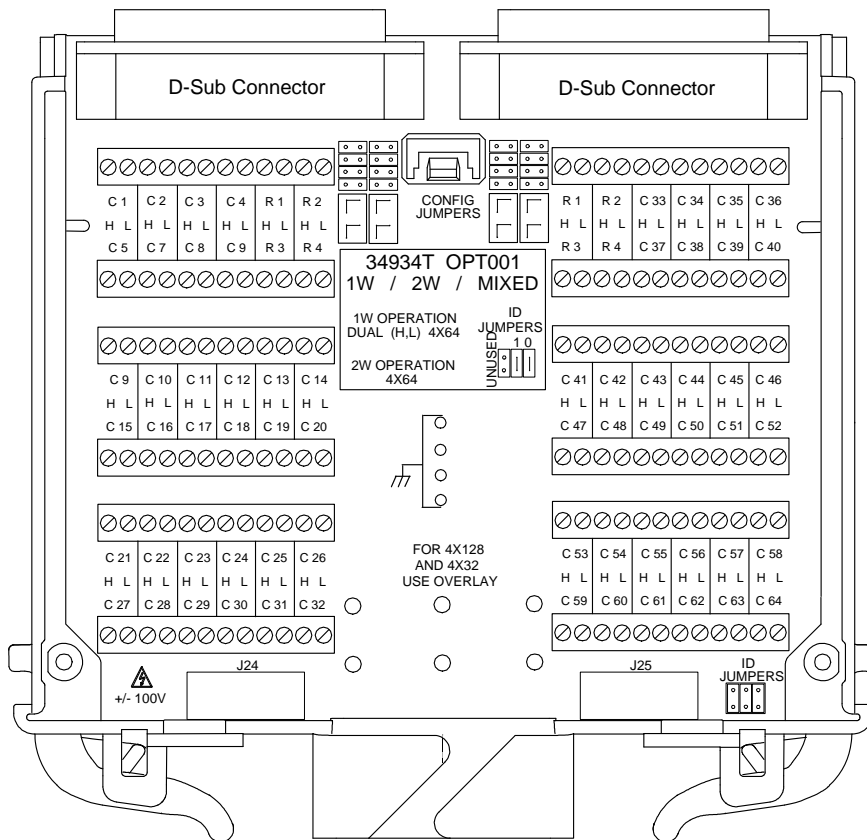 D-Sub Connector
D-Sub Connector
C 1 C 2 C 3 C 4 R 1 R 2
H L H L H L H L H L H L
C 5 C 7 C 8 C 9 R 3 R 4
CONFIG
JUMPERS
R 1 R 2 C 33 C 34 C 35 C 36
H L H L H L H L H L H L
R 3 R 4 C 37 C 38 C 39 C 40
34934T OPT001
1W / 2W / MIXED
1W OPERATION
DUAL (H,L) 4X64
2W OPERATION
4X64
ID
JUMPERS
1 0
UNUSED
C 9 C 10 C 11 C 12 C 13 C 14
H L H L H L H L H L H L
C 15 C 16 C 17 C 18 C 19 C 20
C 41 C 42 C 43 C 44 C 45 C 46
H L H L H L H L H L H L
C 47 C 48 C 49 C 50 C 51 C 52
C 21 C 22 C 23 C 24 C 25 C 26
H L H L H L H L H L H L
C 27 C 28 C 29 C 30 C 31 C 32
FOR 4X128
AND 4X32
USE OVERLAY
C 53 C 54 C 55 C 56 C 57 C 58
H L H L H L H L H L H L
C 59 C 60 C 61 C 62 C 63 C 64
+/- 100V
J24
J25
ID
JUMPERS